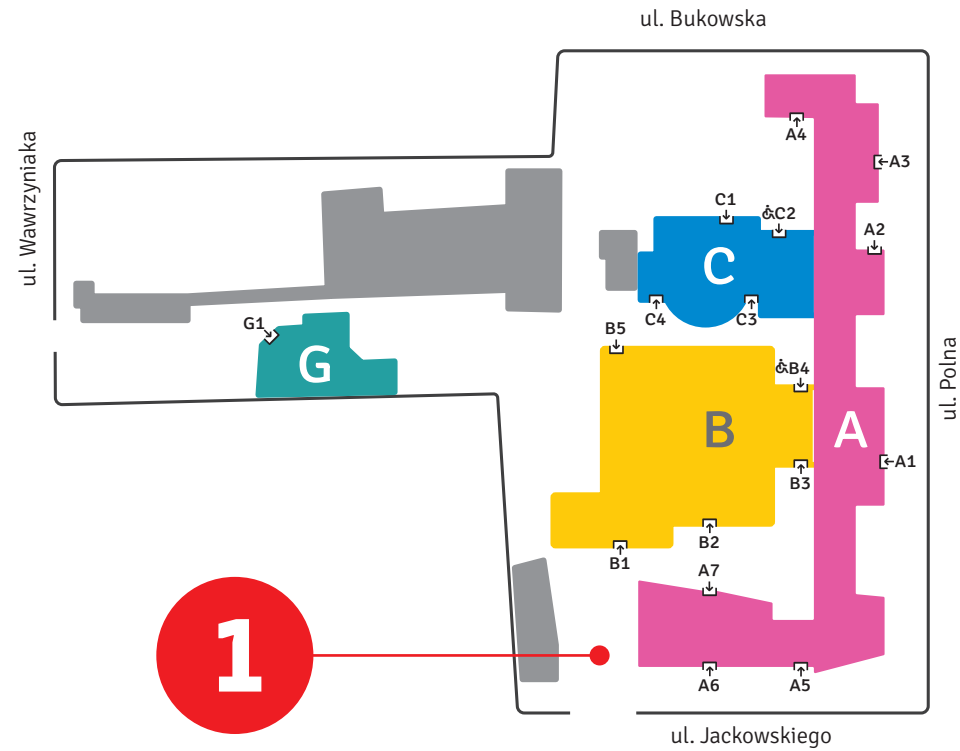 ul. Bukowska
ul. Wawrzyniaka
A4
A3
C1
C2
A2
C
G1
C4
C3
B5
G
B4
ul. Polna
B
A
A1
B3
B2
B1
A7
1
A6
A5
ul. Jackowskiego